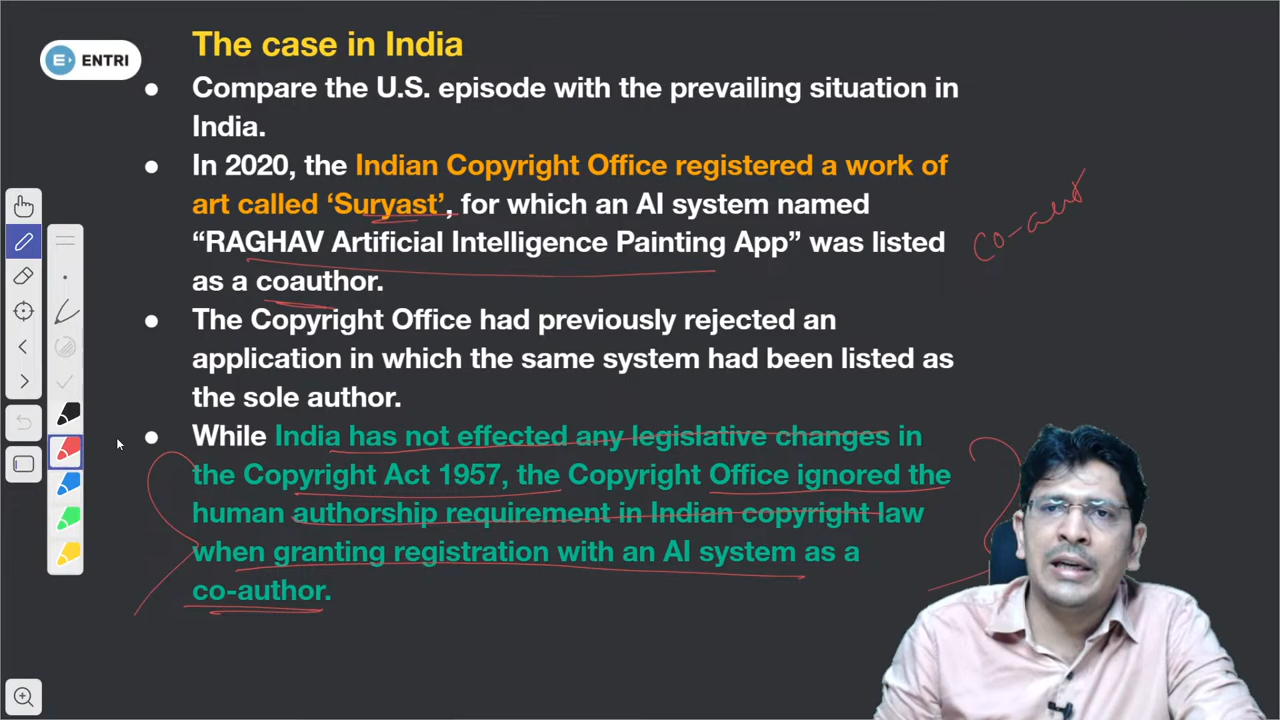 The case in India
ENTRI
● Compare the U.S. episode with the prevailing situation in
India.
● In 2020, the Indian Copyright Office registered a work of
art called ‘Suryast’, for which an AI system named
“RAGHAV Artificial Intelligence Painting App” was listed
as a coauthor.
co-aut
● The Copyright Office had previously rejected an
application in which the same system had been listed as
the sole author.
● While India has not effected any legislative changes in
the Copyright Act 1957, the Copyright Office ignored the
human authorship requirement in Indian copyright law
when granting registration with an AI system as a
co-author.